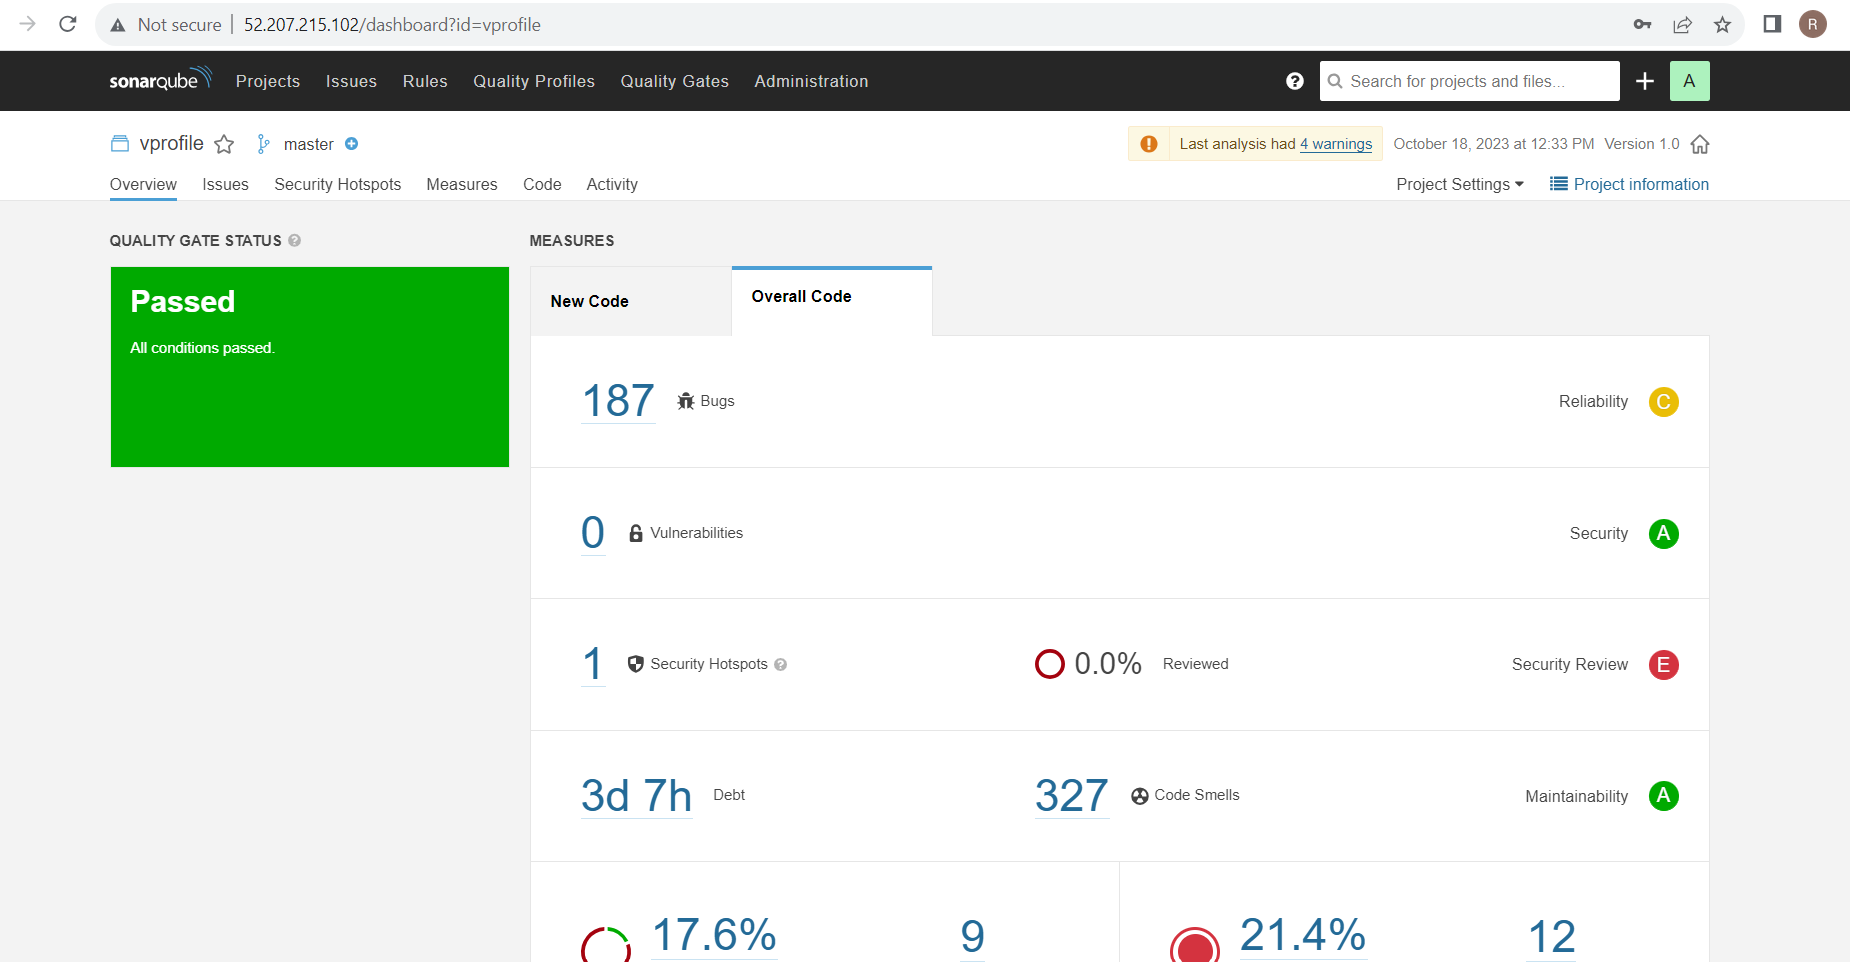 Not secure | 52.207.215.102/dashboard?id=vprofile
R
sonarqube Projects Issues Rules Quality Profiles Quality Gates Administration ? Search for projects and files... + A
vprofile master Last analysis had 4 warnings October 18, 2023 at 12:33 PM Version 1.0
Overview Issues Security Hotspots Measures Code Activity Project Settings Project information
QUALITY GATE STATUS ? MEASURES
Passed
All conditions passed.
New Code Overall Code
187 Bugs Reliability C
0 Vulnerabilities Security A
1 Security Hotspots ? 0.0% Reviewed Security Review E
3d 7h Debt 327 Code Smells Maintainability A
17.6% 9 21.4% 12